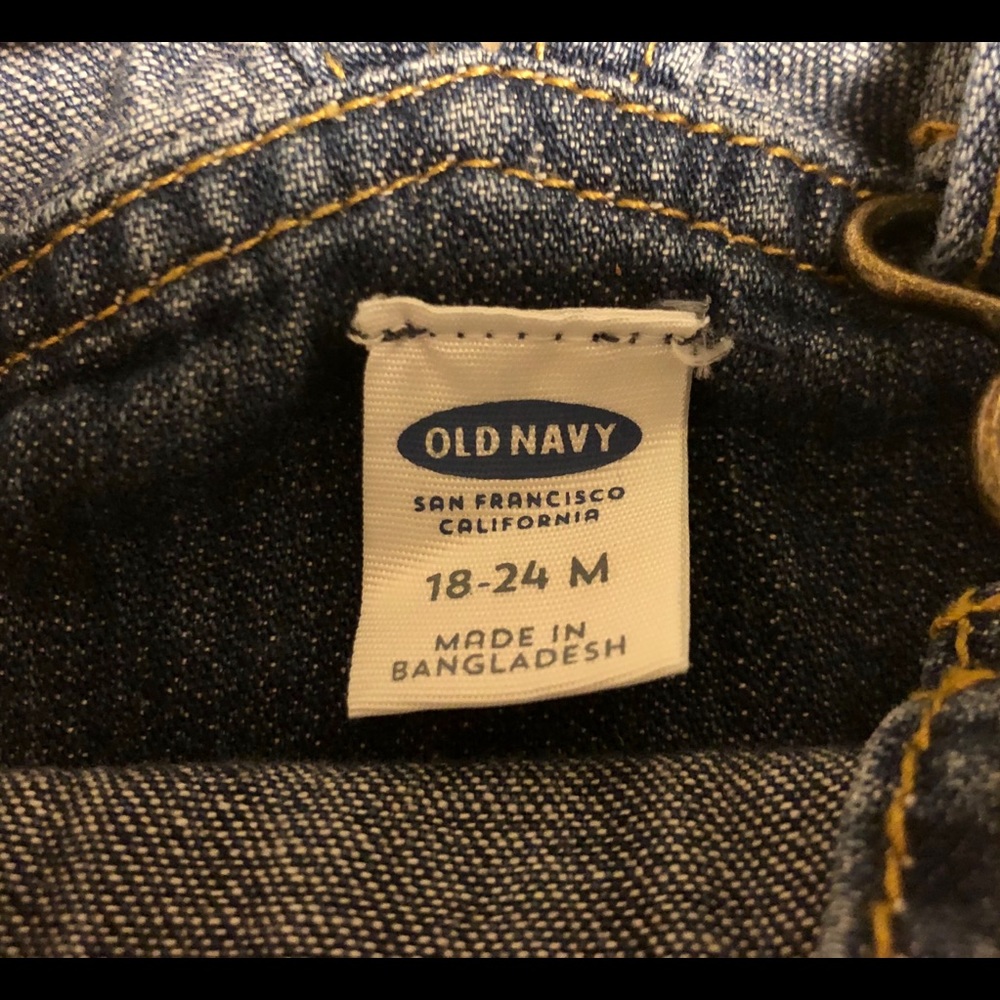 OLD NAVY
SAN FRANCISCO
CALIFORNIA
18-24 M
MADE IN
BANGLADESH